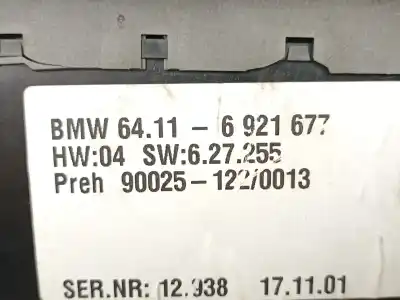 BMW 64.11 - 6 921 677
HW:04 SW:6.27.255
Preh 90025-122/0013
SER.NR: 12.938 17.11.01